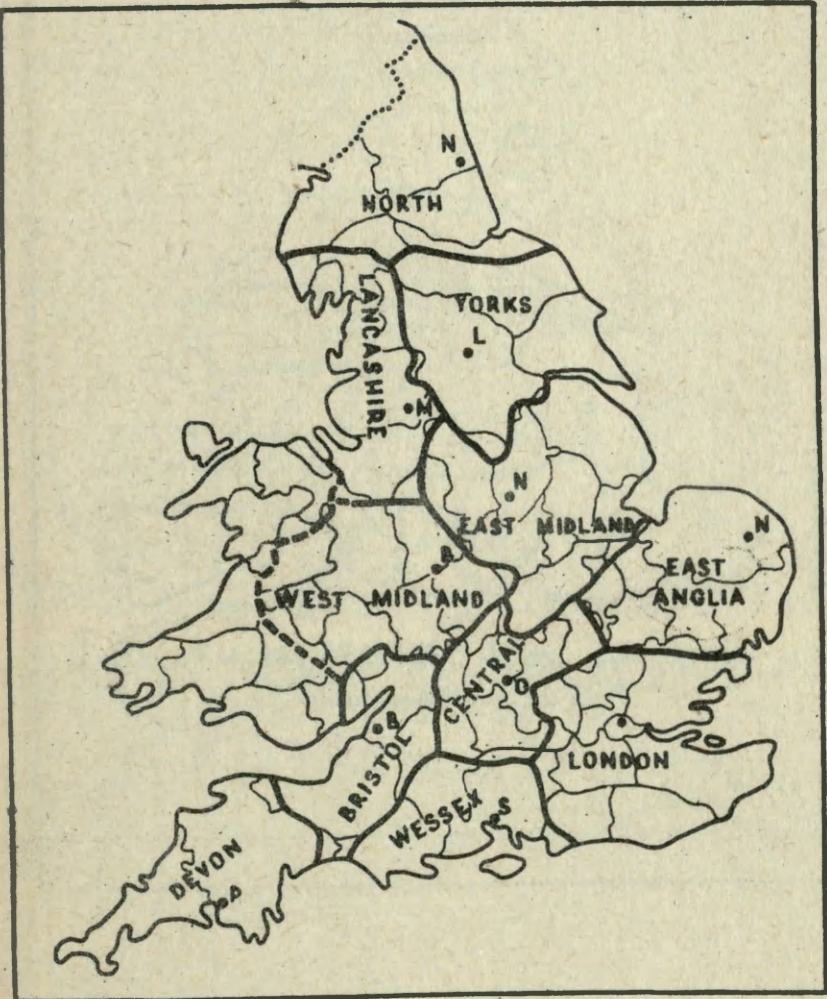 N
NORTH
LANCASHIRE
YORKS
L
M
N
EAST MIDLAND
N
EAST
ANGLIA
B
WEST MIDLAND
CENTRAL
O
B
BRISTOL
LONDON
WESSEX
S
DEVON